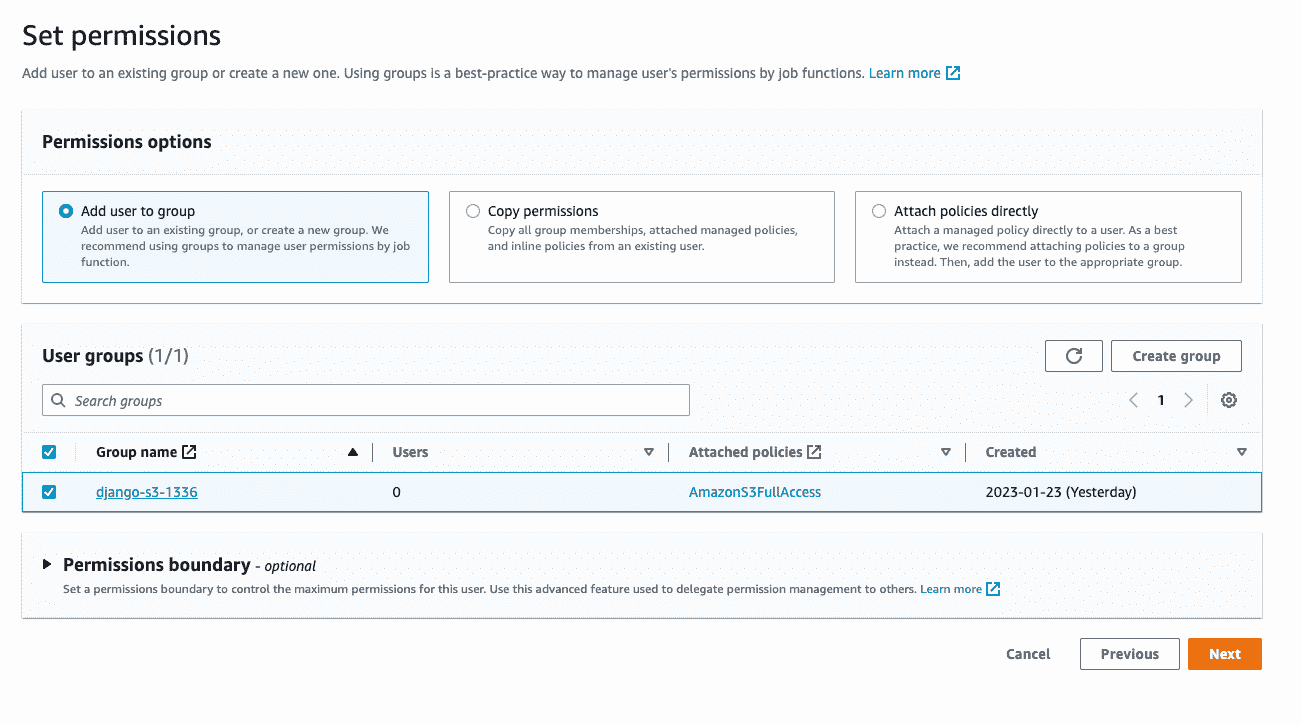 Set permissions
Add user to an existing group or create a new one. Using groups is a best-practice way to manage user's permissions by job functions. Learn more
Permissions options
Add user to group
Add user to an existing group, or create a new group. We
recommend using groups to manage user permissions by job
function.
Copy permissions
Copy all group memberships, attached managed policies,
and inline policies from an existing user.
Attach policies directly
Attach a managed policy directly to a user. As a best
practice, we recommend attaching policies to a group
instead. Then, add the user to the appropriate group.
User groups (1/1)
Create group
Search groups
1
Group name Users Attached policies Created
django-s3-1336 0 AmazonS3FullAccess 2023-01-23 (Yesterday)
Permissions boundary - optional
Set a permissions boundary to control the maximum permissions for this user. Use this advanced feature used to delegate permission management to others. Learn more
Cancel Previous Next